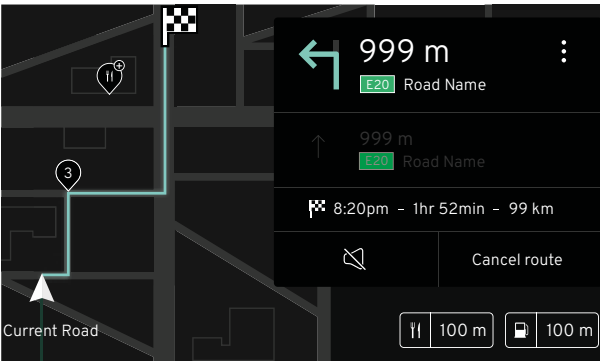 999 m
E20 Road Name
999 m
E20 Road Name
3
8:20pm – 1hr 52min – 99 km
Cancel route
Current Road
100 m
100 m